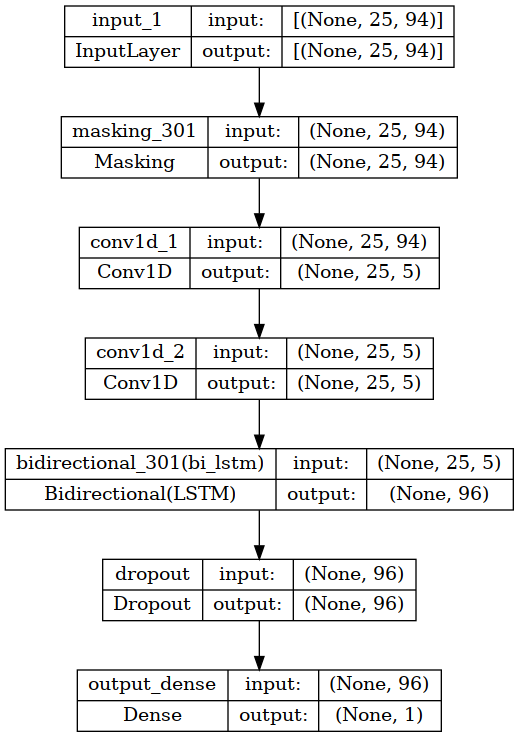 input_1 input: [(None, 25, 94)]
InputLayer output: [(None, 25, 94)]
masking_301 input: (None, 25, 94)
Masking output: (None, 25, 94)
conv1d_1 input: (None, 25, 94)
Conv1D output: (None, 25, 5)
conv1d_2 input: (None, 25, 5)
Conv1D output: (None, 25, 5)
bidirectional_301(bi_lstm) input: (None, 25, 5)
Bidirectional(LSTM) output: (None, 96)
dropout input: (None, 96)
Dropout output: (None, 96)
output_dense input: (None, 96)
Dense output: (None, 1)